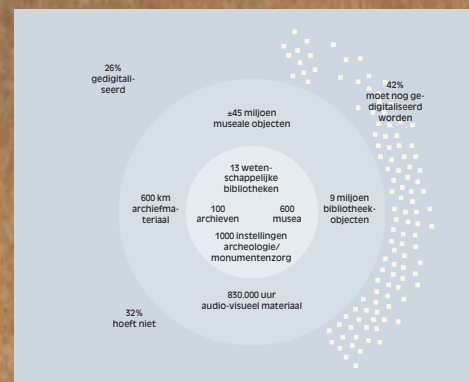 26%
gedigitali-
seerd
42%
moet nog ge-
digitaliseerd
worden
±45 miljoen
museale objecten
13 weten-
schappelijke
bibliotheken
600 km
archiefma-
teriaal
100
archieven
600
musea
9 miljoen
bibliotheek-
objecten
1000 instellingen
archeologie/
monumentenzorg
830.000 uur
audio-visueel materiaal
32%
hoeft niet